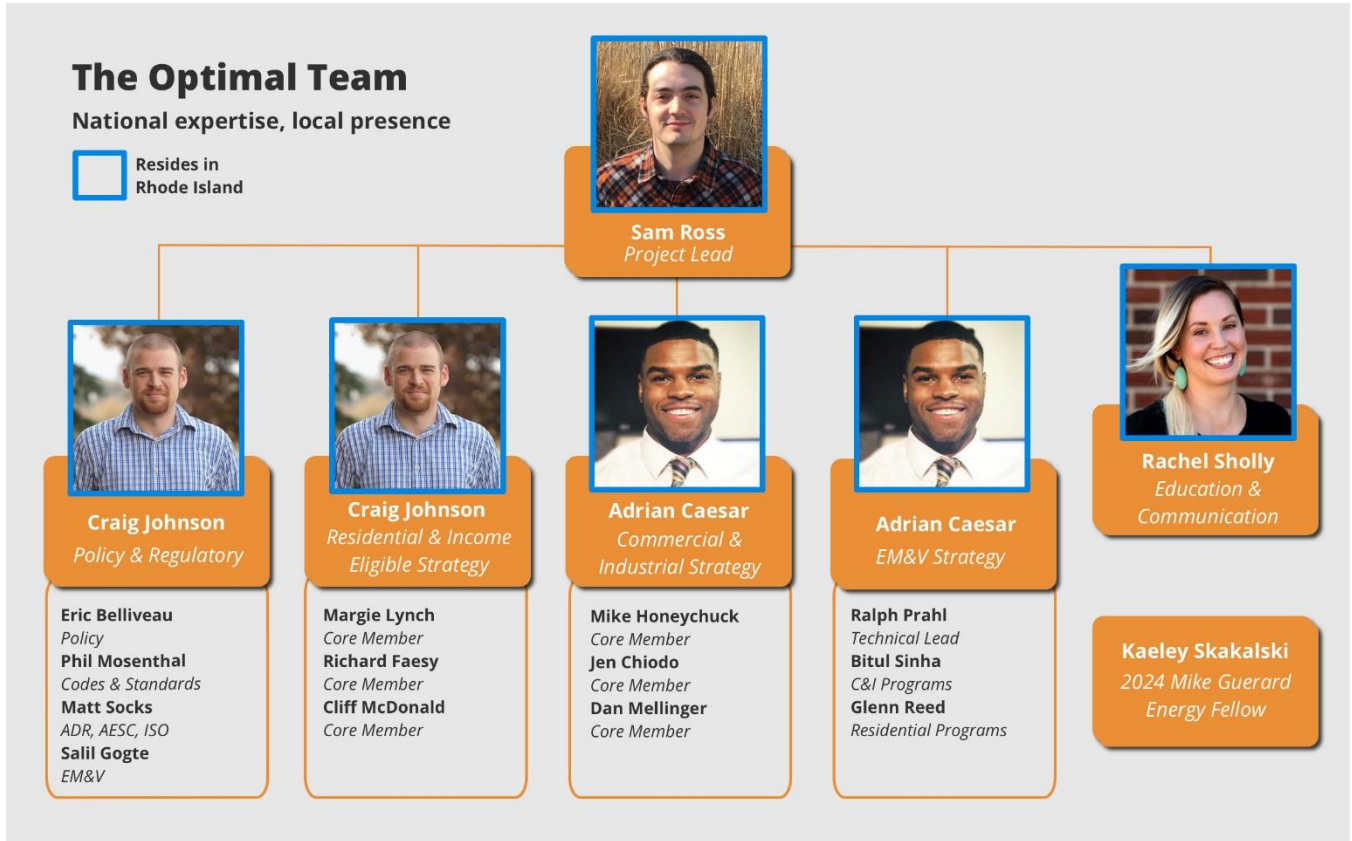 The Optimal Team
National expertise, local presence
Resides in
Rhode Island
Sam Ross
Project Lead
Craig Johnson
Policy & Regulatory
Eric Belliveau
Policy
Phil Mosenthal
Codes & Standards
Matt Socks
ADR, AESC, ISO
Salil Gogte
EM&V
Craig Johnson
Residential & Income
Eligible Strategy
Margie Lynch
Core Member
Richard Faesy
Core Member
Cliff McDonald
Core Member
Adrian Caesar
Commercial &
Industrial Strategy
Mike Honeychuck
Core Member
Jen Chiodo
Core Member
Dan Mellinger
Core Member
Adrian Caesar
EM&V Strategy
Ralph Prahl
Technical Lead
Bitul Sinha
C&I Programs
Glenn Reed
Residential Programs
Rachel Sholly
Education &
Communication
Kaeley Skakalski
2024 Mike Guerard
Energy Fellow